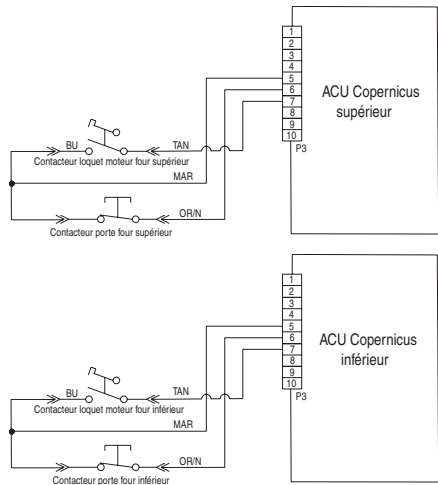 1
2
3
4
5
6
7
8
9
10
P3
ACU Copernicus
supérieur
BU
TAN
Contacteur loquet moteur four supérieur
MAR
OR/N
Contacteur porte four supérieur
1
2
3
4
5
6
7
8
9
10
P3
ACU Copernicus
inférieur
BU
TAN
Contacteur loquet moteur four inférieur
MAR
OR/N
Contacteur porte four inférieur